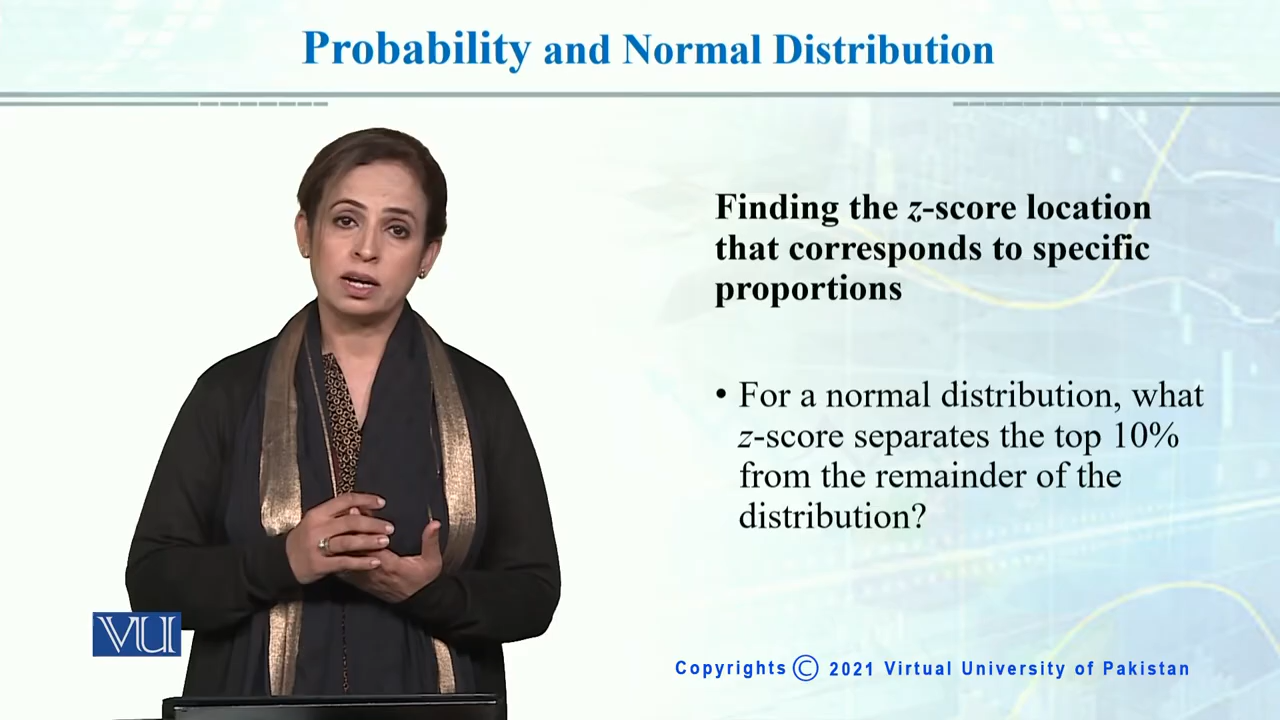 Probability and Normal Distribution
Finding the z-score location
that corresponds to specific
proportions
• For a normal distribution, what
z-score separates the top 10%
from the remainder of the
distribution?
VU
Copyrights © 2021 Virtual University of Pakistan